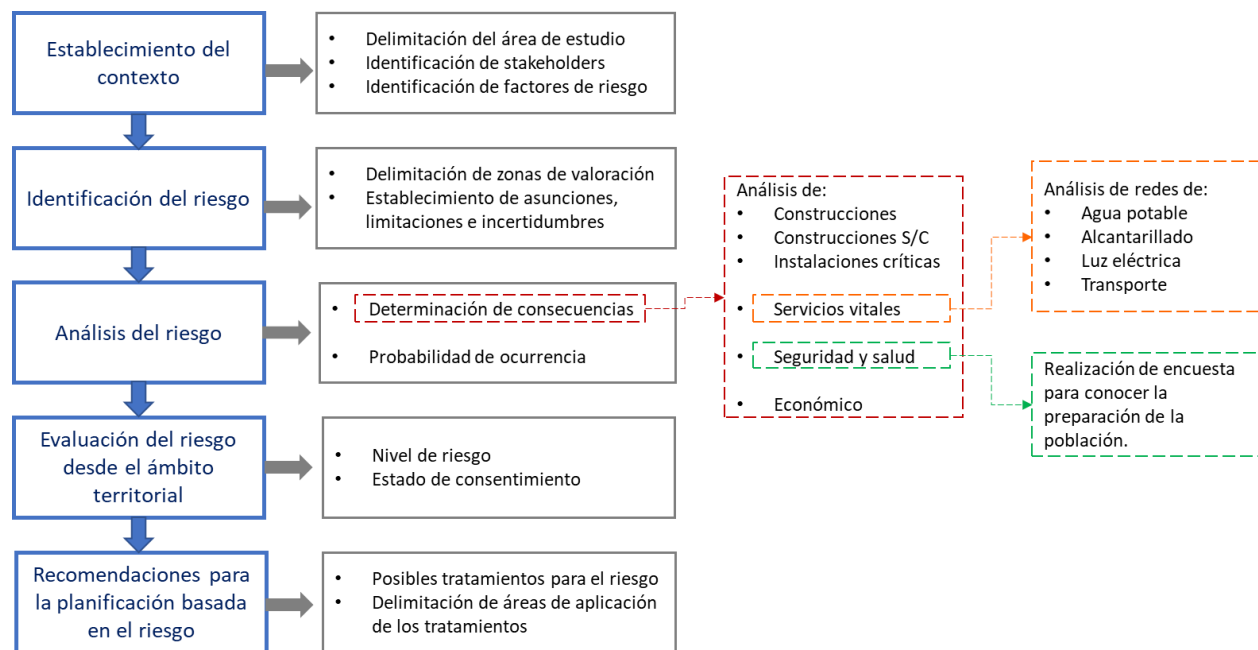 Establecimiento del
contexto
• Delimitación del área de estudio
• Identificación de stakeholders
• Identificación de factores de riesgo
Identificación del riesgo
• Delimitación de zonas de valoración
• Establecimiento de asunciones,
limitaciones e incertidumbres
Análisis del riesgo
• Determinación de consecuencias
• Probabilidad de ocurrencia
Análisis de:
• Construcciones
• Construcciones S/C
• Instalaciones críticas
• Servicios vitales
• Seguridad y salud
• Económico
Análisis de redes de:
• Agua potable
• Alcantarillado
• Luz eléctrica
• Transporte
Realización de encuesta
para conocer la
preparación de la
población.
Evaluación del riesgo
desde el ámbito
territorial
• Nivel de riesgo
• Estado de consentimiento
Recomendaciones para
la planificación basada
en el riesgo
• Posibles tratamientos para el riesgo
• Delimitación de áreas de aplicación
de los tratamientos